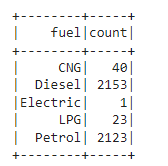 +--------+-----+
|    fuel|count|
+--------+-----+
|     CNG|   40|
|  Diesel| 2153|
|Electric|    1|
|     LPG|   23|
|  Petrol| 2123|
+--------+-----+